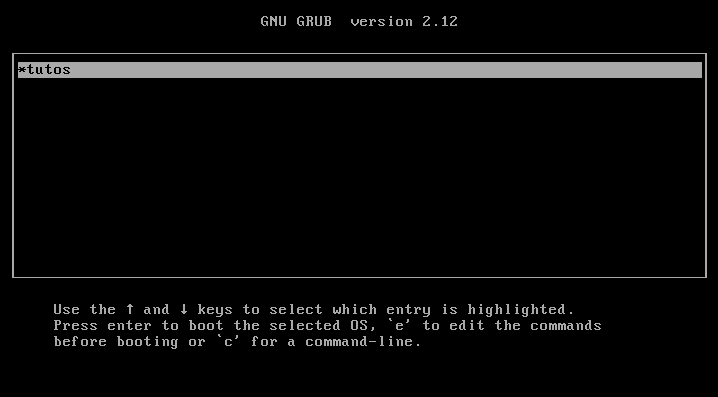 GNU GRUB  version 2.12
*tutos
Use the ↑ and ↓ keys to select which entry is highlighted.
Press enter to boot the selected OS, `e' to edit the commands
before booting or `c' for a command-line.